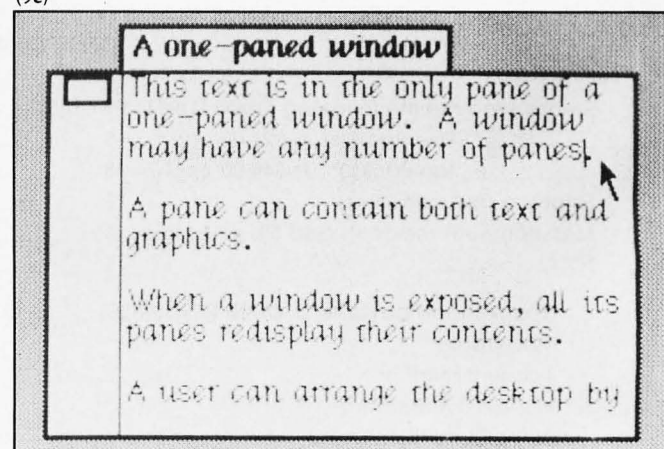 A one-paned window
This text is in the only pane of a
one-paned window. A window
may have any number of panes.
A pane can contain both text and
graphics.
When a window is exposed, all its
panes redisplay their contents.
A user can arrange the desktop by